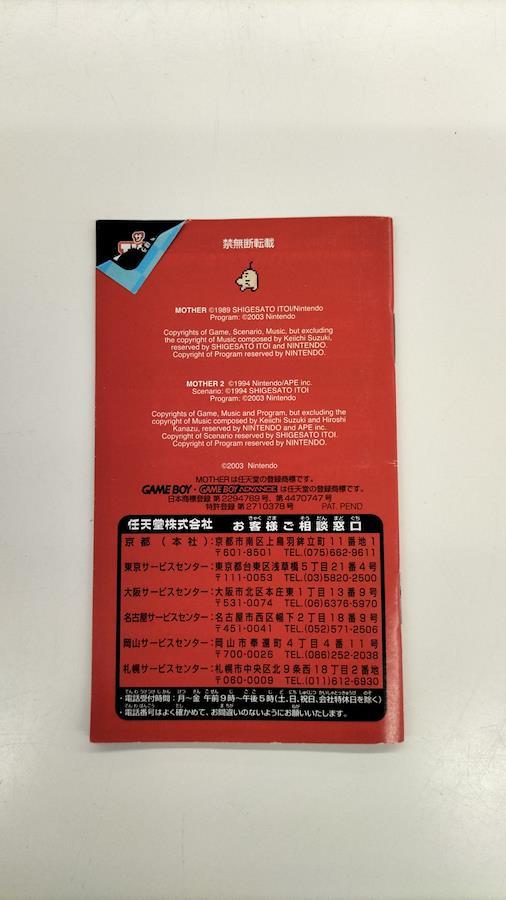 禁無断転載
MOTHER ©1989 SHIGESATO ITOI/Nintendo
Program: ©2003 Nintendo
Copyrights of Game, Scenario, Music, but excluding
the copyright of Music composed by Keiichi Suzuki,
reserved by SHIGESATO ITOI and NINTENDO.
Copyright of Program reserved by NINTENDO.
MOTHER 2 ©1994 Nintendo/APE inc.
Scenario: ©1994 SHIGESATO ITOI
Program: ©2003 Nintendo
Copyrights of Game, Music and Program, but excluding the
copyright of Music composed by Keiichi Suzuki and Hiroshi
Kanazu, reserved by NINTENDO and APE inc.
Copyright of Scenario reserved by SHIGESATO ITOI.
Copyright of Program reserved by NINTENDO.
©2003 Nintendo
MOTHERは任天堂の登録商標です。
GAME BOY・GAME BOY ADVANCE は任天堂の登録商標です。
日本商標登録 第2294769号、第4470747号
特許登録 第2710378号 PAT. PEND
任天堂株式会社 お客様ご相談窓口
京都(本社):京都市南区上鳥羽鉾立町11番地1
〒601-8501 TEL.(075)662-9611
東京サービスセンター:東京都台東区浅草橋5丁目21番4号
〒111-0053 TEL.(03)5820-2500
大阪サービスセンター:大阪市北区本庄東1丁目13番9号
〒531-0074 TEL.(06)6376-5970
名古屋サービスセンター:名古屋市西区幅下2丁目18番9号
〒451-0041 TEL.(052)571-2506
岡山サービスセンター:岡山市奉還町4丁目4番11号
〒700-0026 TEL.(086)252-2038
札幌サービスセンター:札幌市中央区北9条西18丁目2番地
〒060-0009 TEL.(011)612-6930
・電話受付時間:月〜金 午前9時〜午後5時(土、日、祝日、会社特休日を除く)
・電話番号はよく確かめて、お間違いのないようにお願いいたします。